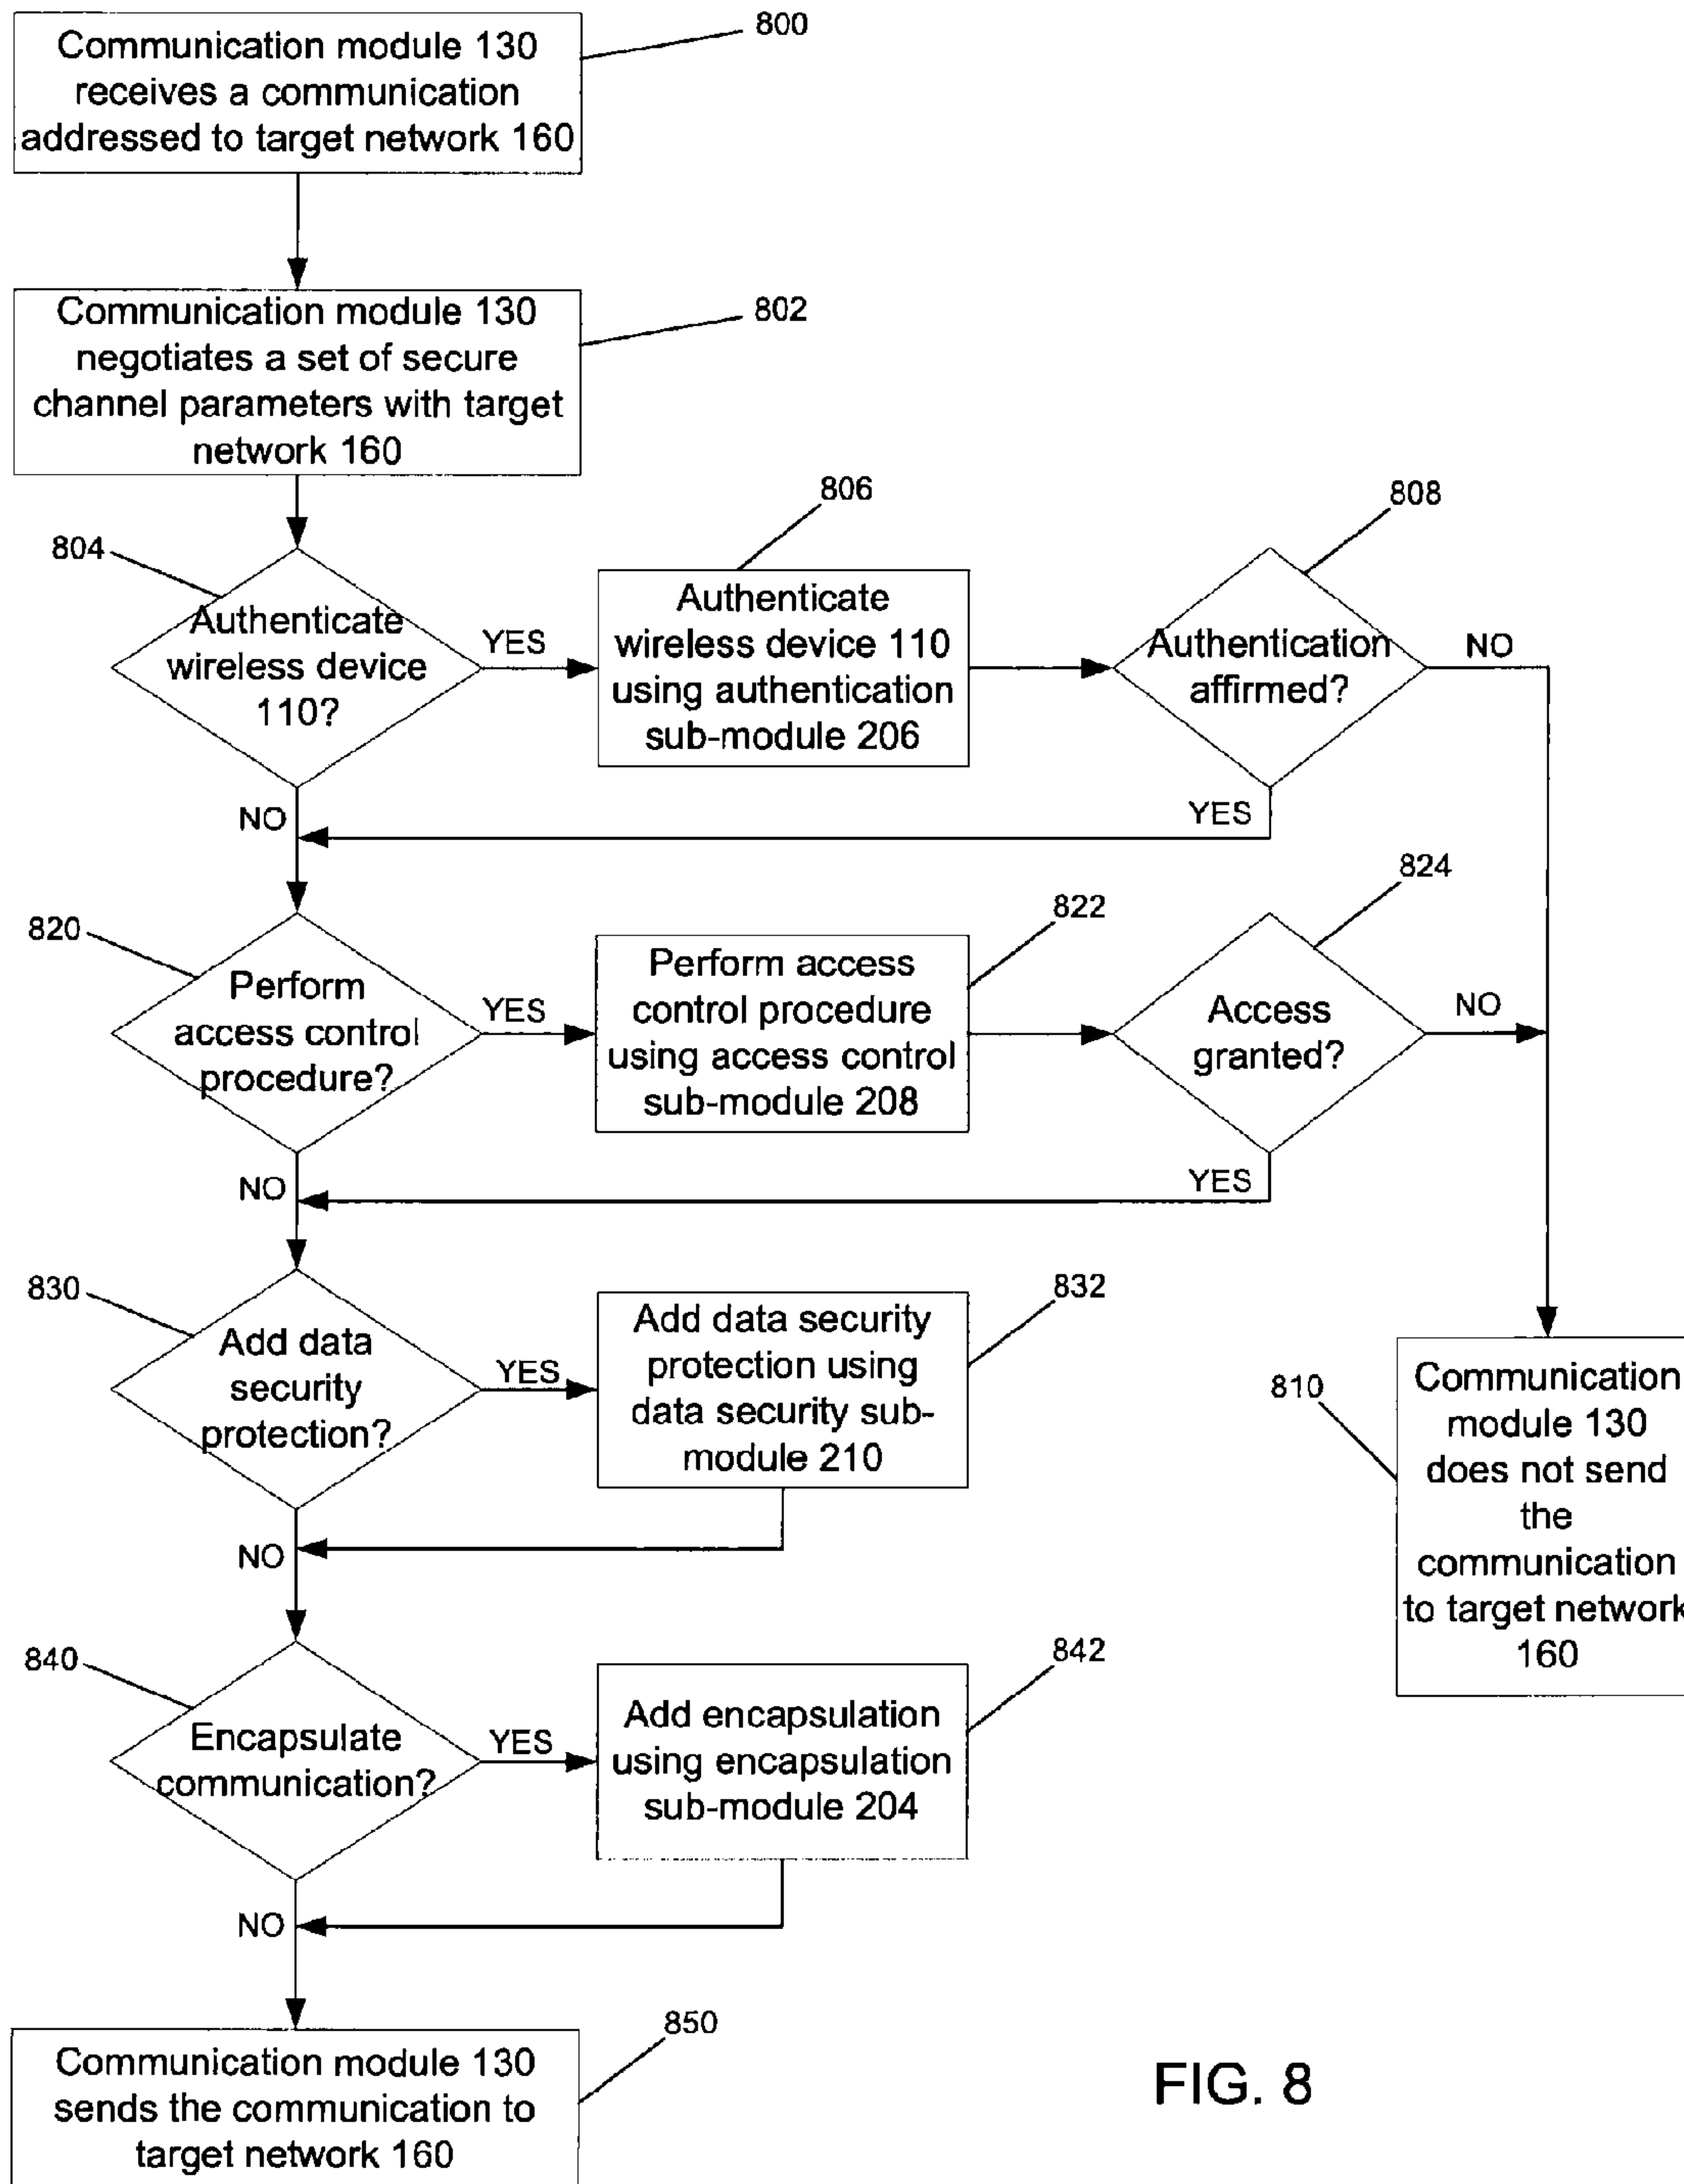 Communication module 130
receives a communication
addressed to target network 160
800
Communication module 130
negotiates a set of secure
channel parameters with target
network 160
802
804
Authenticate
wireless device
110?
YES
NO
806
Authenticate
wireless device 110
using authentication
sub-module 206
808
Authentication
affirmed?
NO
YES
820
Perform
access control
procedure?
YES
NO
822
Perform access
control procedure
using access control
sub-module 208
824
Access
granted?
NO
YES
830
Add data
security
protection?
YES
NO
832
Add data security
protection using
data security sub-
module 210
810
Communication
module 130
does not send
the
communication
to target network
160
840
Encapsulate
communication?
YES
NO
842
Add encapsulation
using encapsulation
sub-module 204
850
Communication module 130
sends the communication to
target network 160
FIG. 8